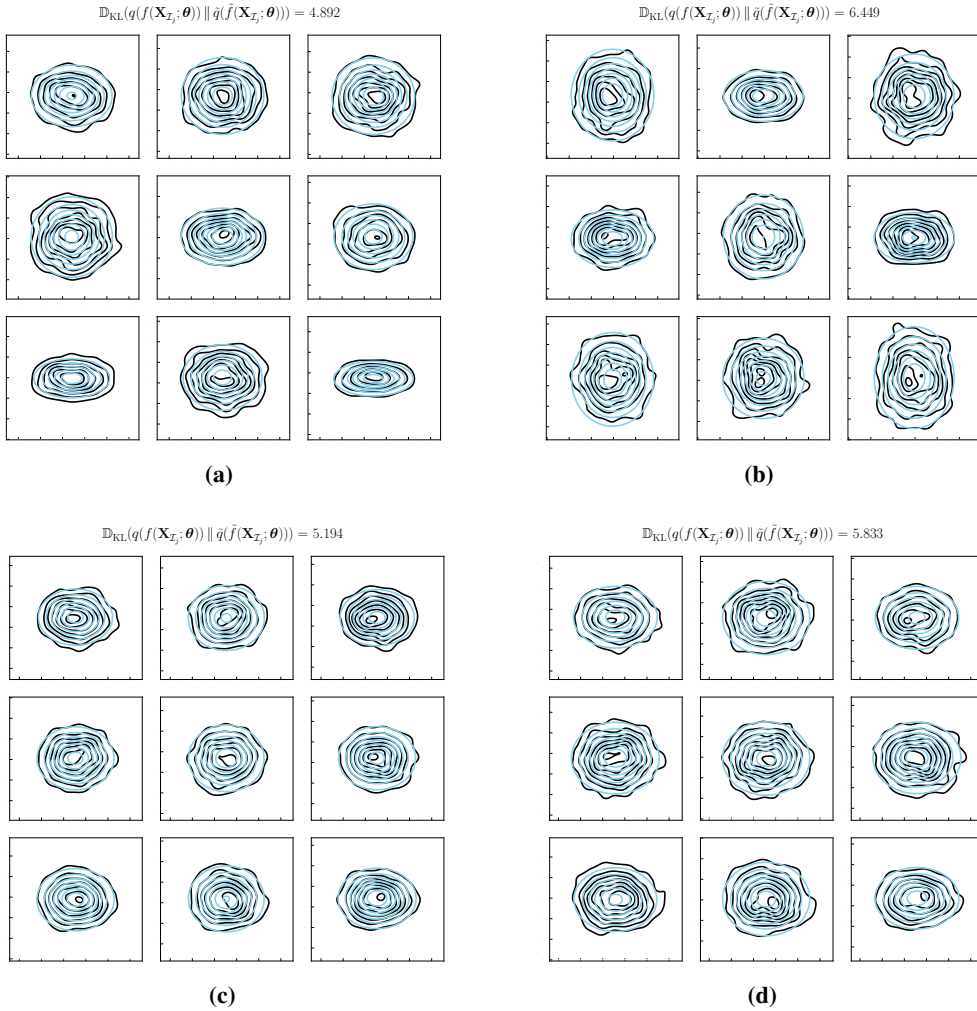 𝔻_KL(q(f(𝐗_{ℐ_j}; 𝜽)) ∥ q̃(f̃(𝐗_{ℐ_j}; 𝜽))) = 4.892
𝔻_KL(q(f(𝐗_{ℐ_j}; 𝜽)) ∥ q̃(f̃(𝐗_{ℐ_j}; 𝜽))) = 6.449
(a)
(b)
𝔻_KL(q(f(𝐗_{ℐ_j}; 𝜽)) ∥ q̃(f̃(𝐗_{ℐ_j}; 𝜽))) = 5.194
𝔻_KL(q(f(𝐗_{ℐ_j}; 𝜽)) ∥ q̃(f̃(𝐗_{ℐ_j}; 𝜽))) = 5.833
(c)
(d)